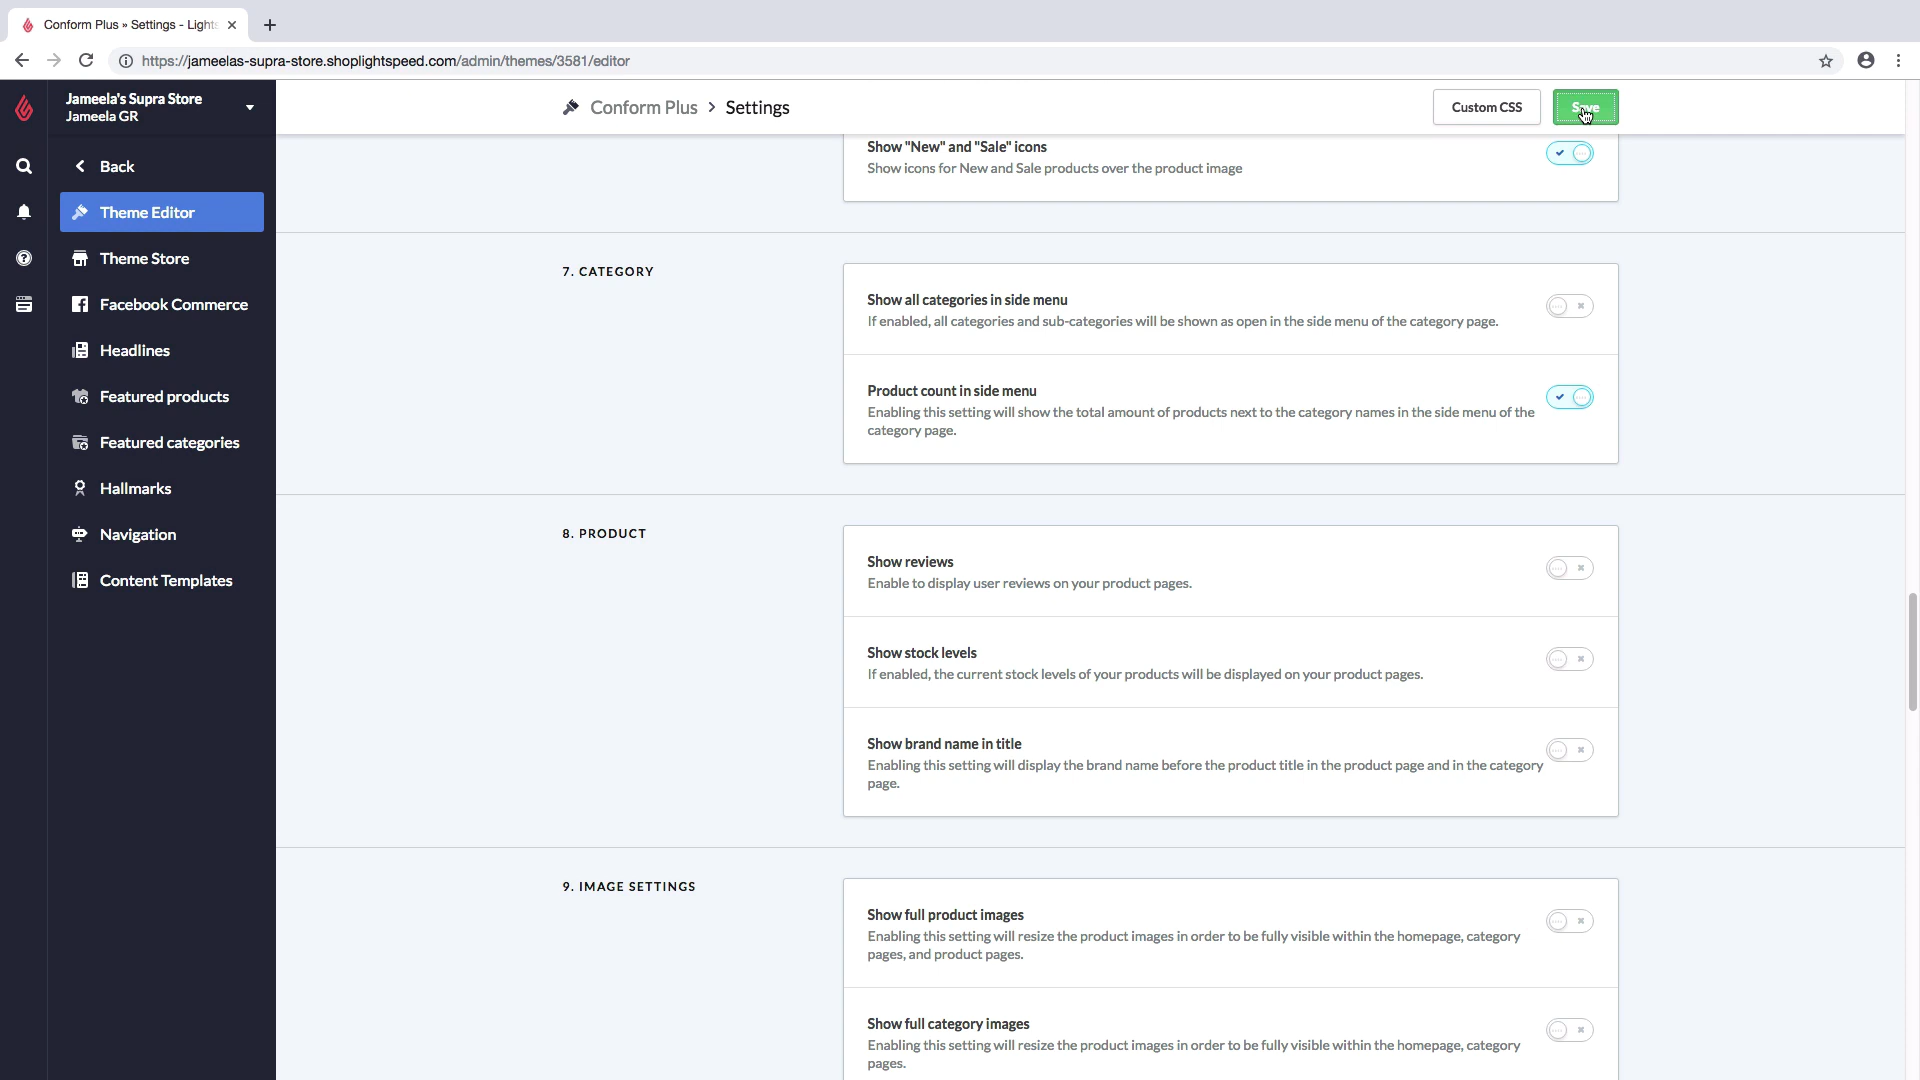 Conform Plus » Settings - Lights
https://jameelas-supra-store.shoplightspeed.com/admin/themes/3581/editor
Jameela's Supra Store
Jameela GR
Conform Plus > Settings
Custom CSS
Save
Back
Theme Editor
Theme Store
Facebook Commerce
Headlines
Featured products
Featured categories
Hallmarks
Navigation
Content Templates
Show "New" and "Sale" icons
Show icons for New and Sale products over the product image
7. CATEGORY
Show all categories in side menu
If enabled, all categories and sub-categories will be shown as open in the side menu of the category page.
Product count in side menu
Enabling this setting will show the total amount of products next to the category names in the side menu of the
category page.
8. PRODUCT
Show reviews
Enable to display user reviews on your product pages.
Show stock levels
If enabled, the current stock levels of your products will be displayed on your product pages.
Show brand name in title
Enabling this setting will display the brand name before the product title in the product page and in the category
page.
9. IMAGE SETTINGS
Show full product images
Enabling this setting will resize the product images in order to be fully visible within the homepage, category
pages, and product pages.
Show full category images
Enabling this setting will resize the product images in order to be fully visible within the homepage, category
pages.